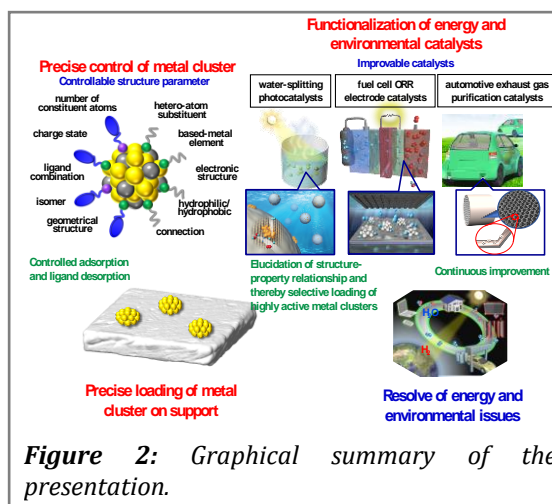 Functionalization of energy and
environmental catalysts
Precise control of metal cluster
Controllable structure parameter
Improvable catalysts
number of
constituent atoms
hetero-atom
substituent
charge state
based-metal
element
ligand
combination
electronic
structure
isomer
hydrophilic/
hydrophobic
geometrical
structure
connection
water-splitting
photocatalysts
fuel cell ORR
electrode catalysts
automotive exhaust gas
purification catalysts
Controlled adsorption
and ligand desorption
Elucidation of structure-
property relationship and
thereby selective loading of
highly active metal clusters
Continuous improvement
H₂O
H₂
Precise loading of metal
cluster on support
Resolve of energy and
environmental issues
Figure 2: Graphical summary of the
presentation.